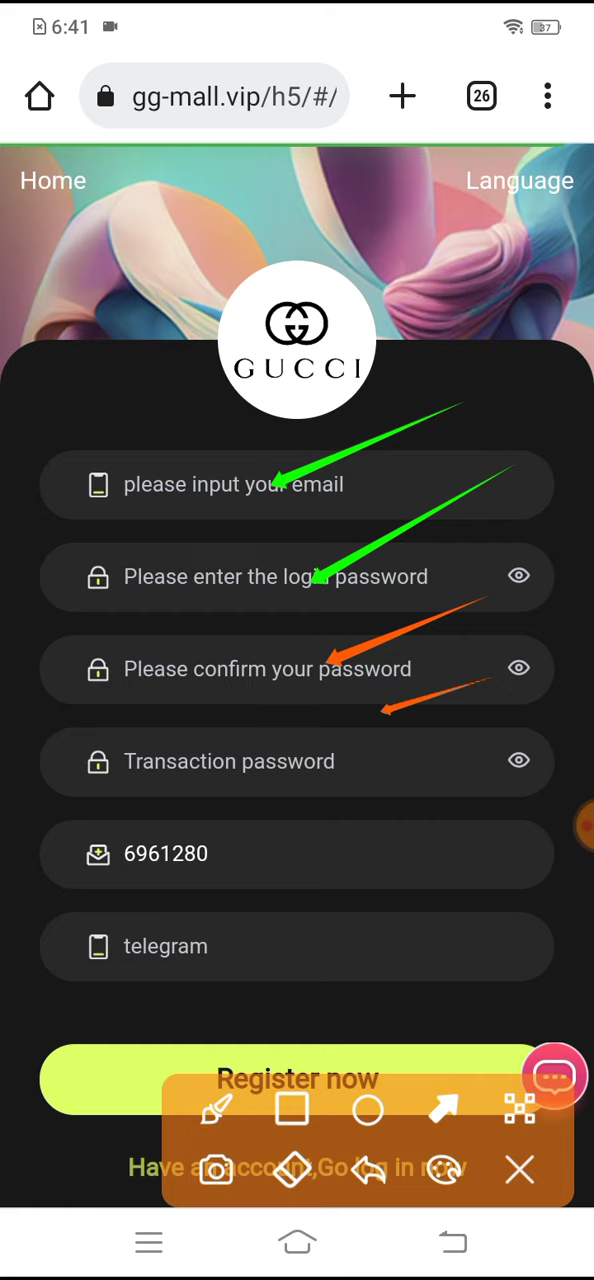 6:41
37
gg-mall.vip/h5/#/
26
Home
Language
GUCCI
please input your email
Please enter the login password
Please confirm your password
Transaction password
6961280
telegram
Register now
Have an account,Go log in now